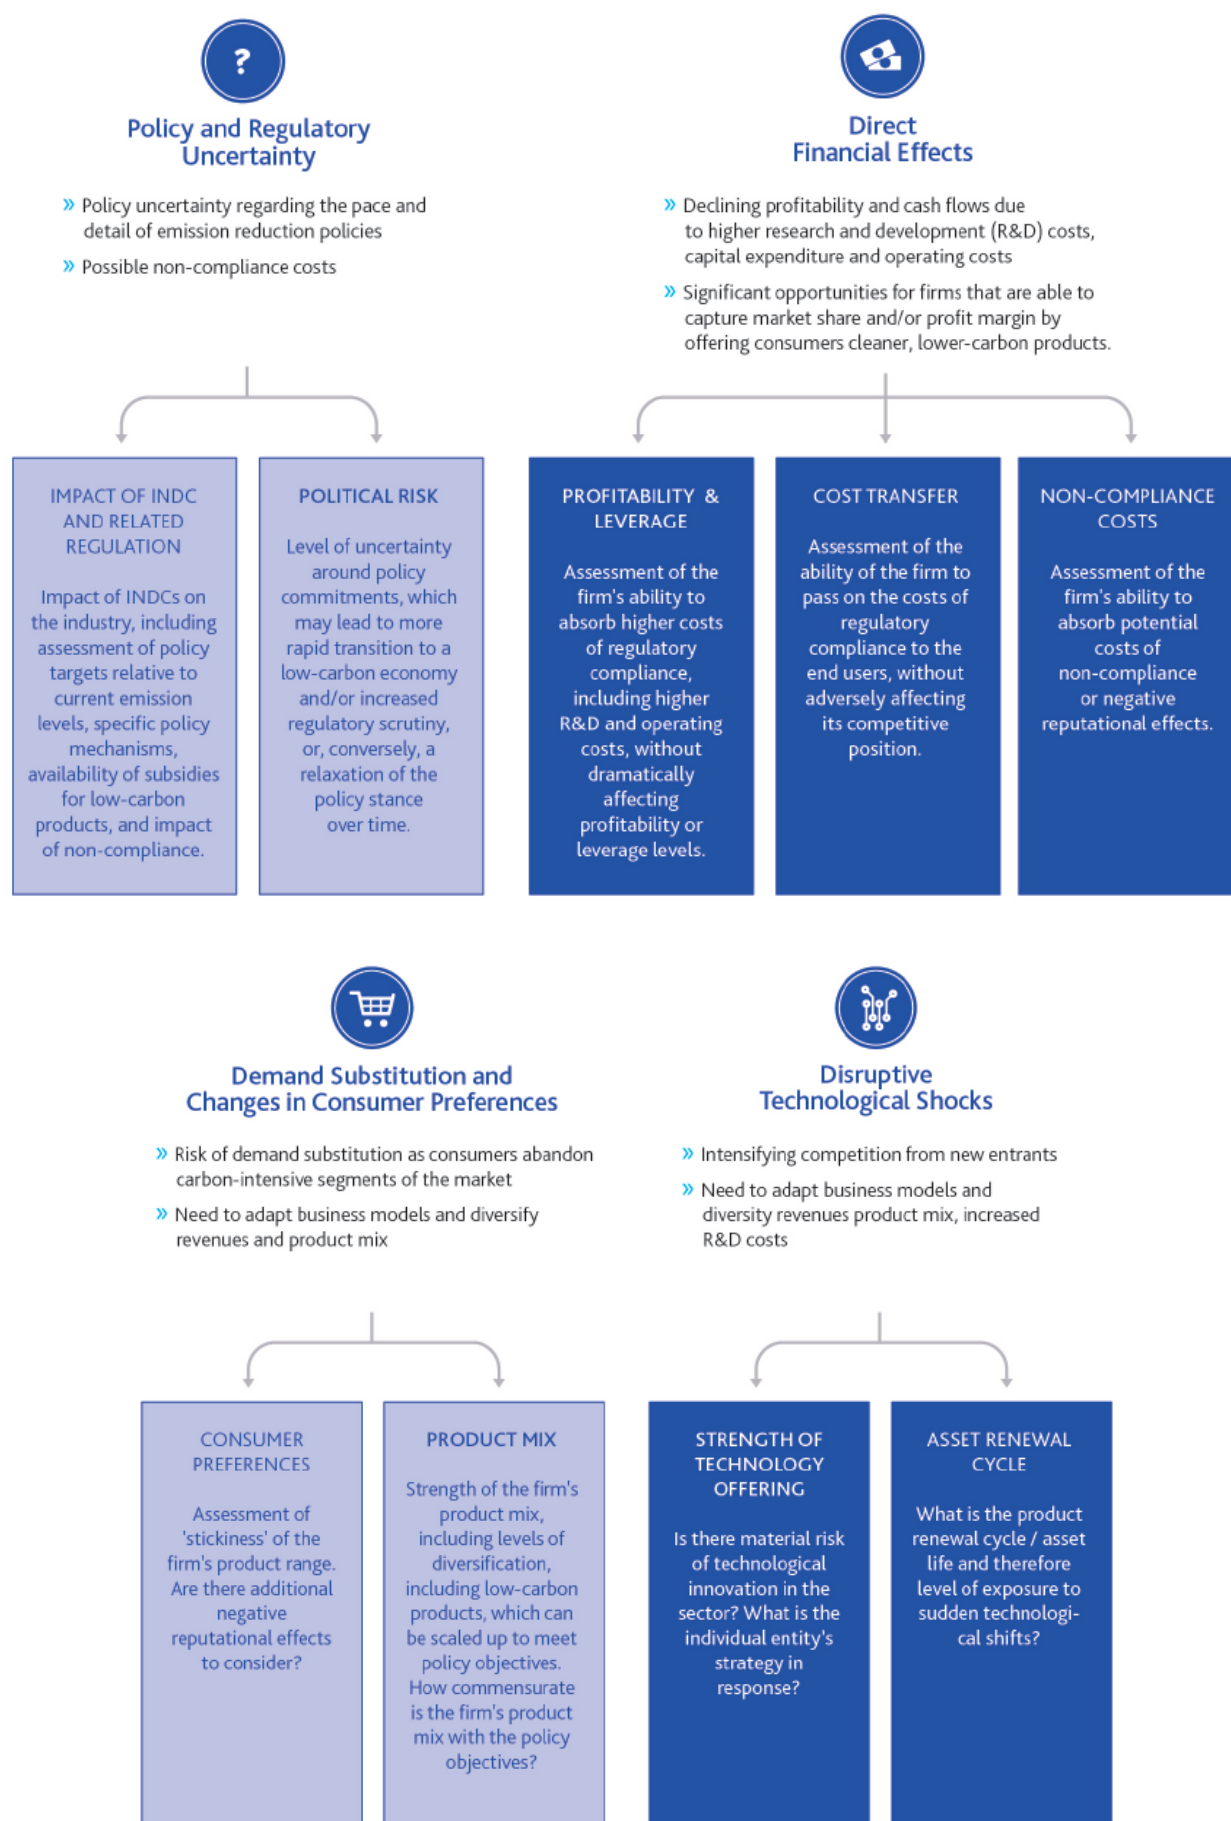 ?
Policy and Regulatory
Uncertainty
» Policy uncertainty regarding the pace and
detail of emission reduction policies
» Possible non-compliance costs
Direct
Financial Effects
» Declining profitability and cash flows due
to higher research and development (R&D) costs,
capital expenditure and operating costs
» Significant opportunities for firms that are able to
capture market share and/or profit margin by
offering consumers cleaner, lower-carbon products.
IMPACT OF INDC
AND RELATED
REGULATION
Impact of INDCs on
the industry, including
assessment of policy
targets relative to
current emission
levels, specific policy
mechanisms,
availability of subsidies
for low-carbon
products, and impact
of non-compliance.
POLITICAL RISK
Level of uncertainty
around policy
commitments, which
may lead to more
rapid transition to a
low-carbon economy
and/or increased
regulatory scrutiny,
or, conversely, a
relaxation of the
policy stance
over time.
PROFITABILITY &
LEVERAGE
Assessment of the
firm's ability to
absorb higher costs
of regulatory
compliance,
including higher
R&D and operating
costs, without
dramatically
affecting
profitability or
leverage levels.
COST TRANSFER
Assessment of the
ability of the firm to
pass on the costs of
regulatory
compliance to the
end users, without
adversely affecting
its competitive
position.
NON-COMPLIANCE
COSTS
Assessment of the
firm's ability to
absorb potential
costs of
non-compliance
or negative
reputational effects.
Demand Substitution and
Changes in Consumer Preferences
» Risk of demand substitution as consumers abandon
carbon-intensive segments of the market
» Need to adapt business models and diversify
revenues and product mix
Disruptive
Technological Shocks
» Intensifying competition from new entrants
» Need to adapt business models and
diversity revenues product mix, increased
R&D costs
CONSUMER
PREFERENCES
Assessment of
'stickiness' of the
firm's product range.
Are there additional
negative
reputational effects
to consider?
PRODUCT MIX
Strength of the firm's
product mix,
including levels of
diversification,
including low-carbon
products, which can
be scaled up to meet
policy objectives.
How commensurate
is the firm's product
mix with the policy
objectives?
STRENGTH OF
TECHNOLOGY
OFFERING
Is there material risk
of technological
innovation in the
sector? What is the
individual entity's
strategy in
response?
ASSET RENEWAL
CYCLE
What is the product
renewal cycle / asset
life and therefore
level of exposure to
sudden technologi-
cal shifts?